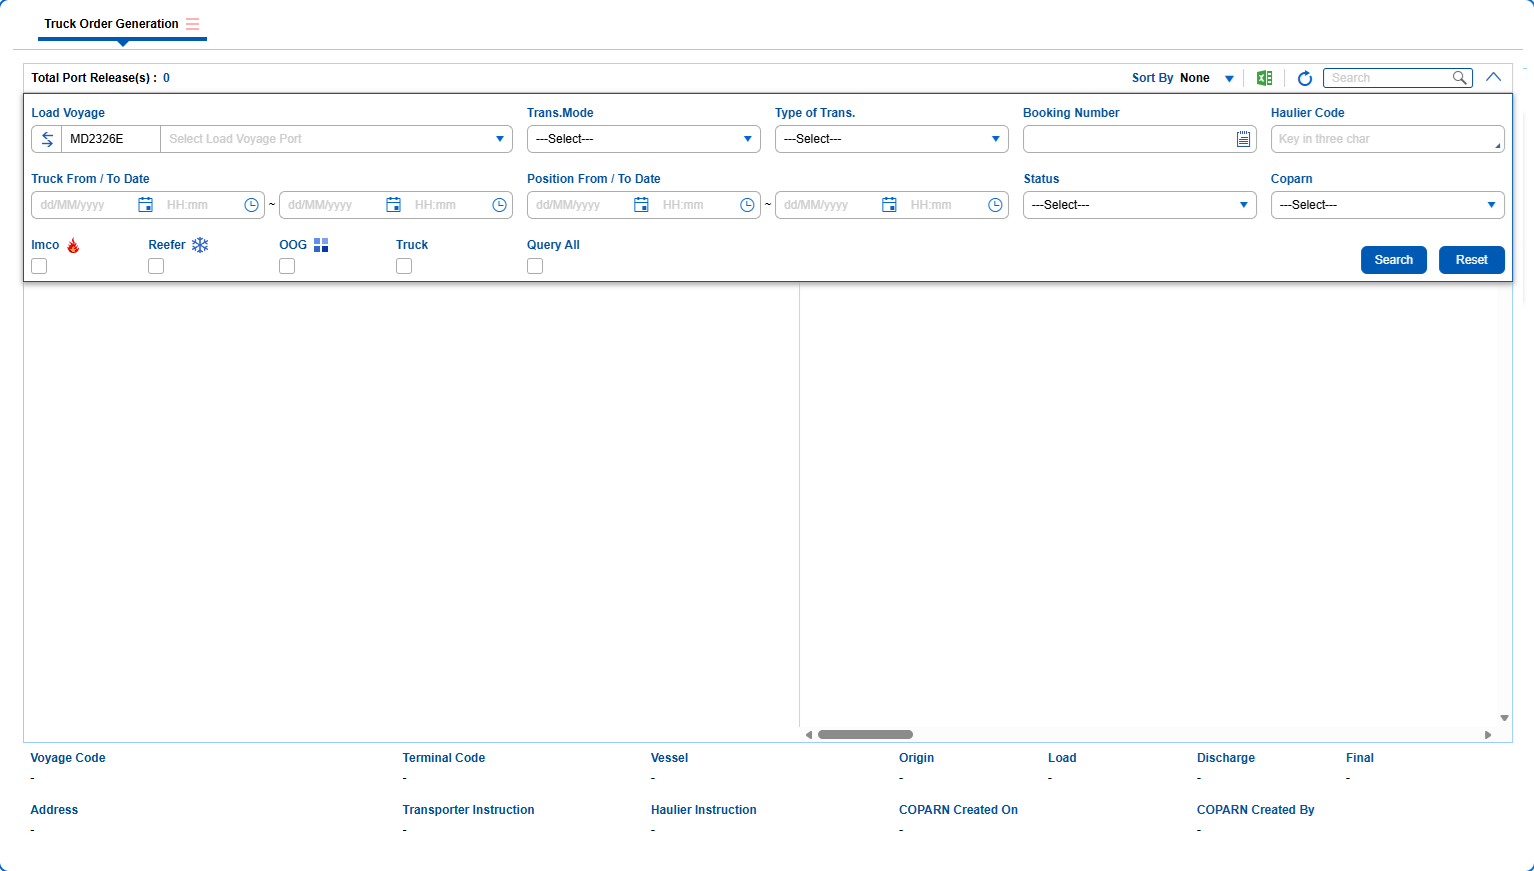 Truck Order Generation
Total Port Release(s) : 0
Sort By None
Search
Load Voyage
Trans.Mode
Type of Trans.
Booking Number
Haulier Code
MD2326E
Select Load Voyage Port
---Select---
---Select---
Key in three char
Truck From / To Date
Position From / To Date
Status
Coparn
dd/MM/yyyy HH:mm ~ dd/MM/yyyy HH:mm
dd/MM/yyyy HH:mm ~ dd/MM/yyyy HH:mm
---Select---
---Select---
Imco
Reefer
OOG
Truck
Query All
Search
Reset
Voyage Code
Terminal Code
Vessel
Origin
Load
Discharge
Final
-
-
-
-
-
-
-
Address
Transporter Instruction
Haulier Instruction
COPARN Created On
COPARN Created By
-
-
-
-
-